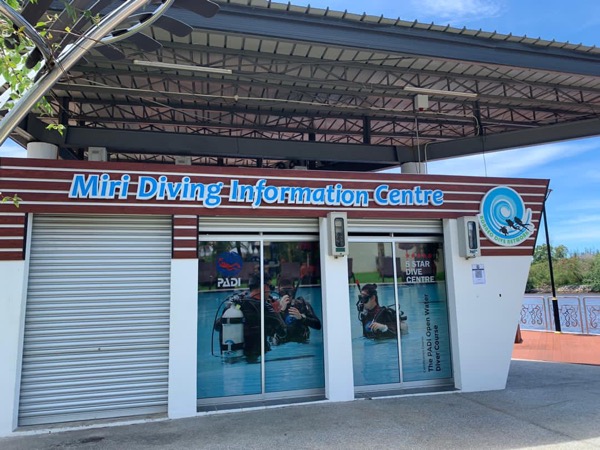 Miri Diving Information Centre
PADI
5 STAR
DIVE
CENTRE
The PADI Open Water
Diver Course